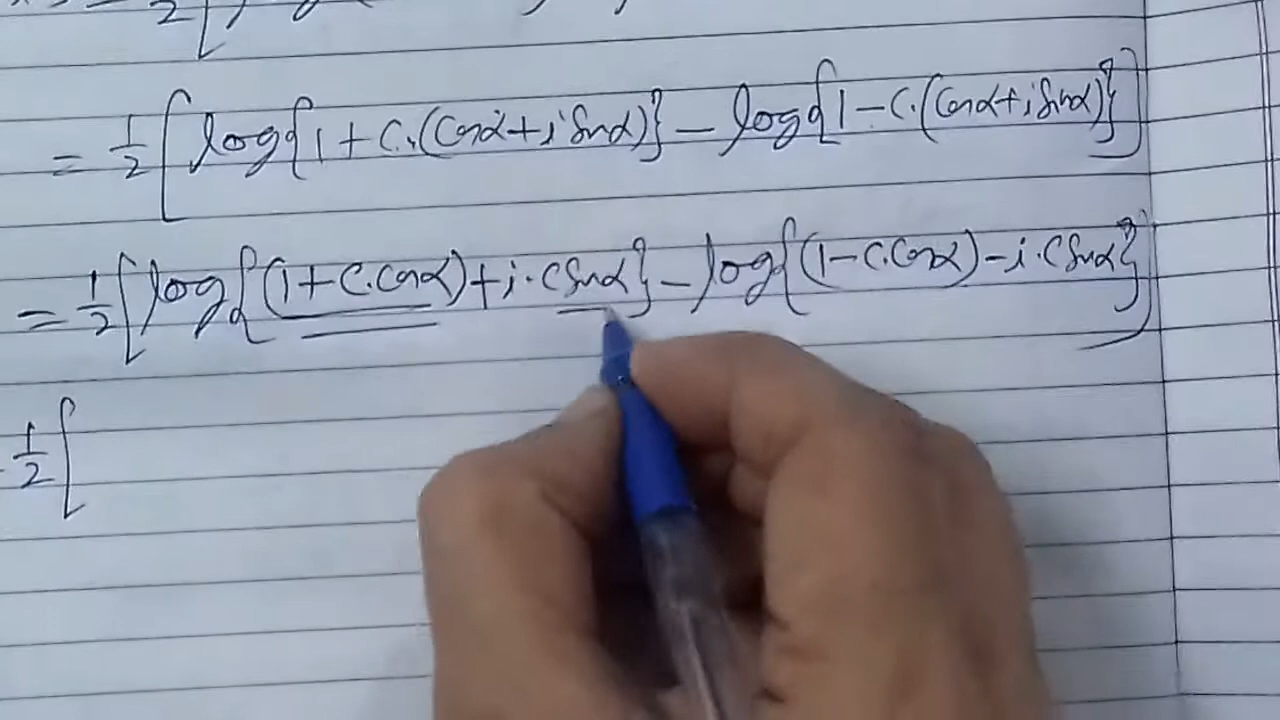 = 1/2 [ log{1 + c.(cosα + i sinα)} - log{1 - c.(cosα + i sinα)} ]
= 1/2 [ log{(1 + c.cosα) + i.c sinα} - log{(1 - c.cosα) - i.c sinα} ]
1/2 [